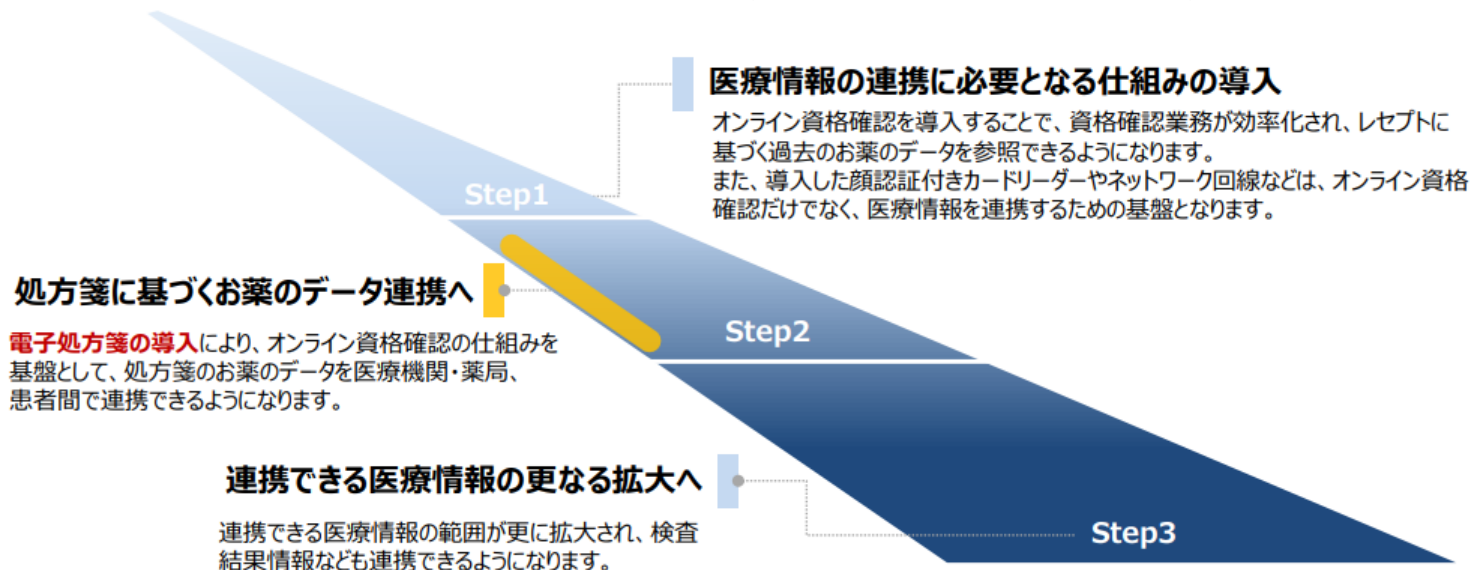 医療情報の連携に必要となる仕組みの導入
オンライン資格確認を導入することで、資格確認業務が効率化され、レセプトに
基づく過去のお薬のデータを参照できるようになります。
また、導入した顔認証付きカードリーダーやネットワーク回線などは、オンライン資格
確認だけでなく、医療情報を連携するための基盤となります。
Step1
処方箋に基づくお薬のデータ連携へ
電子処方箋の導入により、オンライン資格確認の仕組みを
基盤として、処方箋のお薬のデータを医療機関・薬局、
患者間で連携できるようになります。
Step2
連携できる医療情報の更なる拡大へ
連携できる医療情報の範囲が更に拡大され、検査
結果情報なども連携できるようになります。
Step3